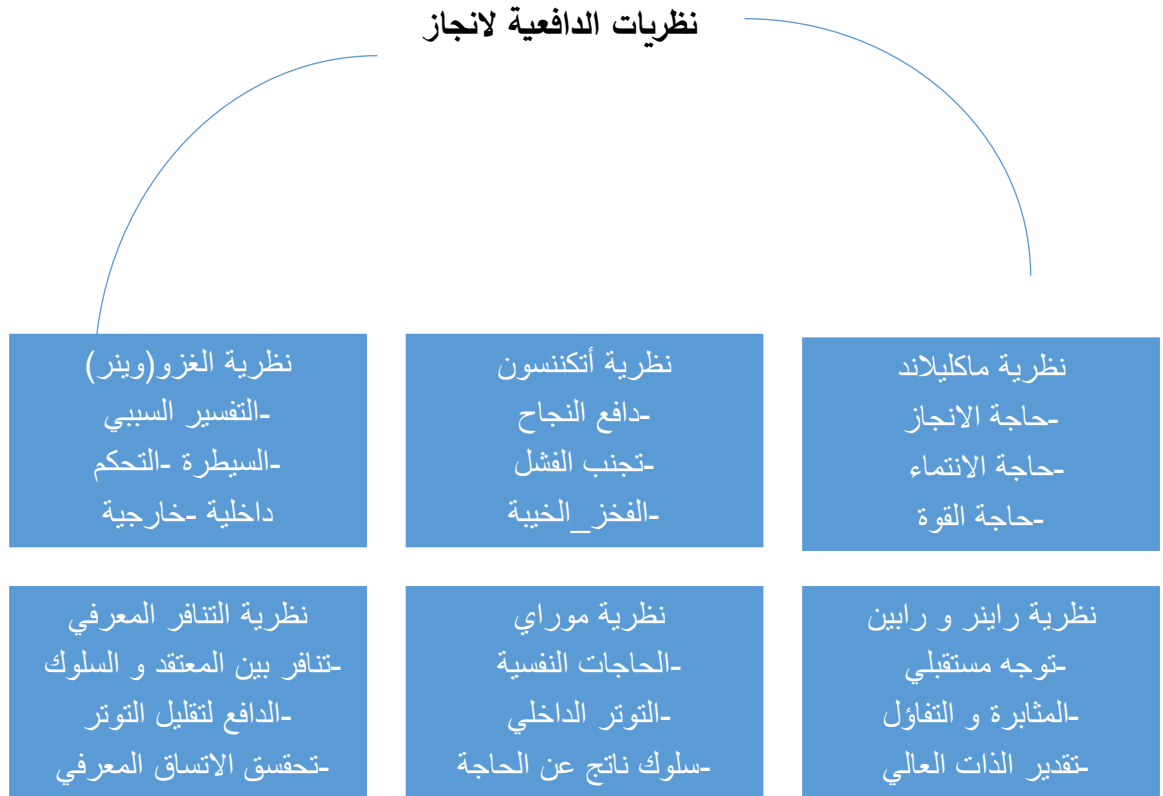 نظريات الدافعية لانجاز
نظرية ماكليلاند
-حاجة الانجاز
-حاجة الانتماء
-حاجة القوة
نظرية أتكننسون
-دافع النجاح
-تجنب الفشل
-الفخز_الخيبة
نظرية الغزو(وينر)
-التفسير السببي
-السيطرة -التحكم
داخلية -خارجية
نظرية راينر و رابين
-توجه مستقبلي
-المثابرة و التفاؤل
-تقدير الذات العالي
نظرية موراي
-الحاجات النفسية
-التوتر الداخلي
-سلوك ناتج عن الحاجة
نظرية التنافر المعرفي
-تنافر بين المعتقد و السلوك
-الدافع لتقليل التوتر
-تحقسق الاتساق المعرفي